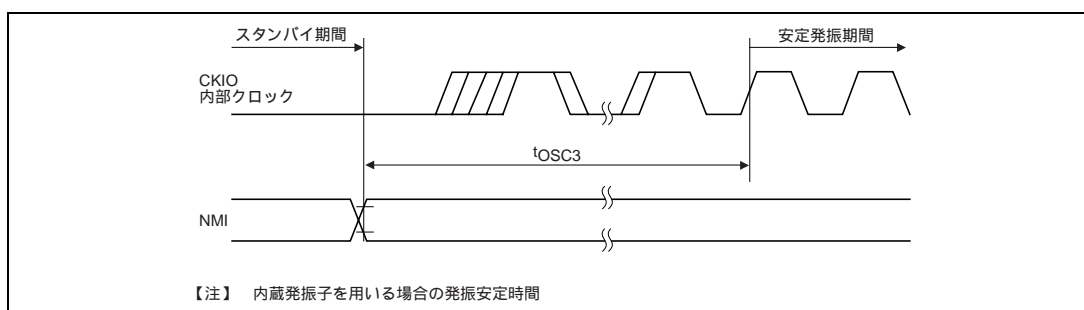 スタンバイ期間
安定発振期間
CKIO
内部クロック
tOSC3
NMI
【注】 内蔵発振子を用いる場合の発振安定時間